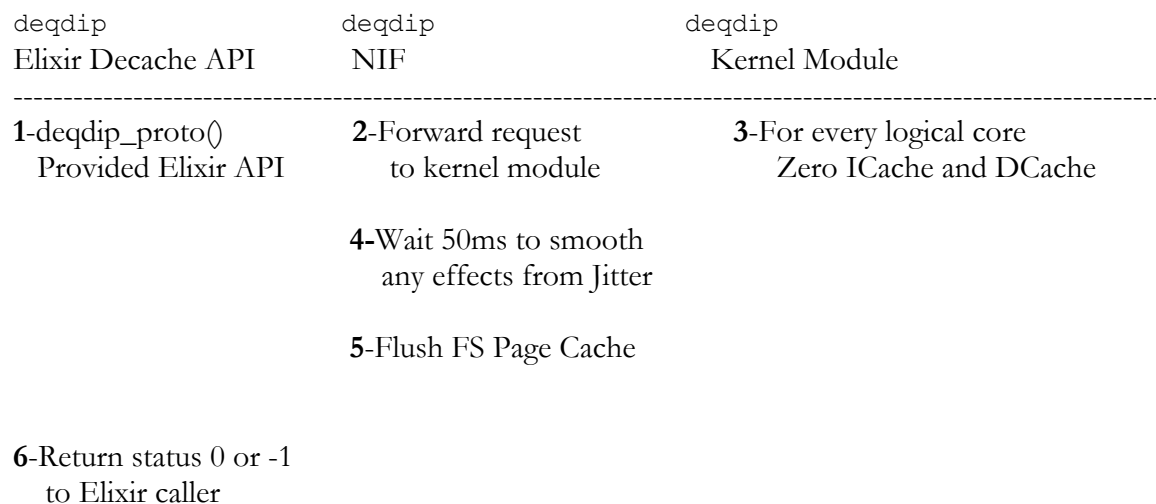 deqdip deqdip deqdip
Elixir Decache API NIF Kernel Module
1-deqdip_proto() 2-Forward request 3-For every logical core
Provided Elixir API to kernel module Zero ICache and DCache
4-Wait 50ms to smooth
any effects from Jitter
5-Flush FS Page Cache
6-Return status 0 or -1
to Elixir caller